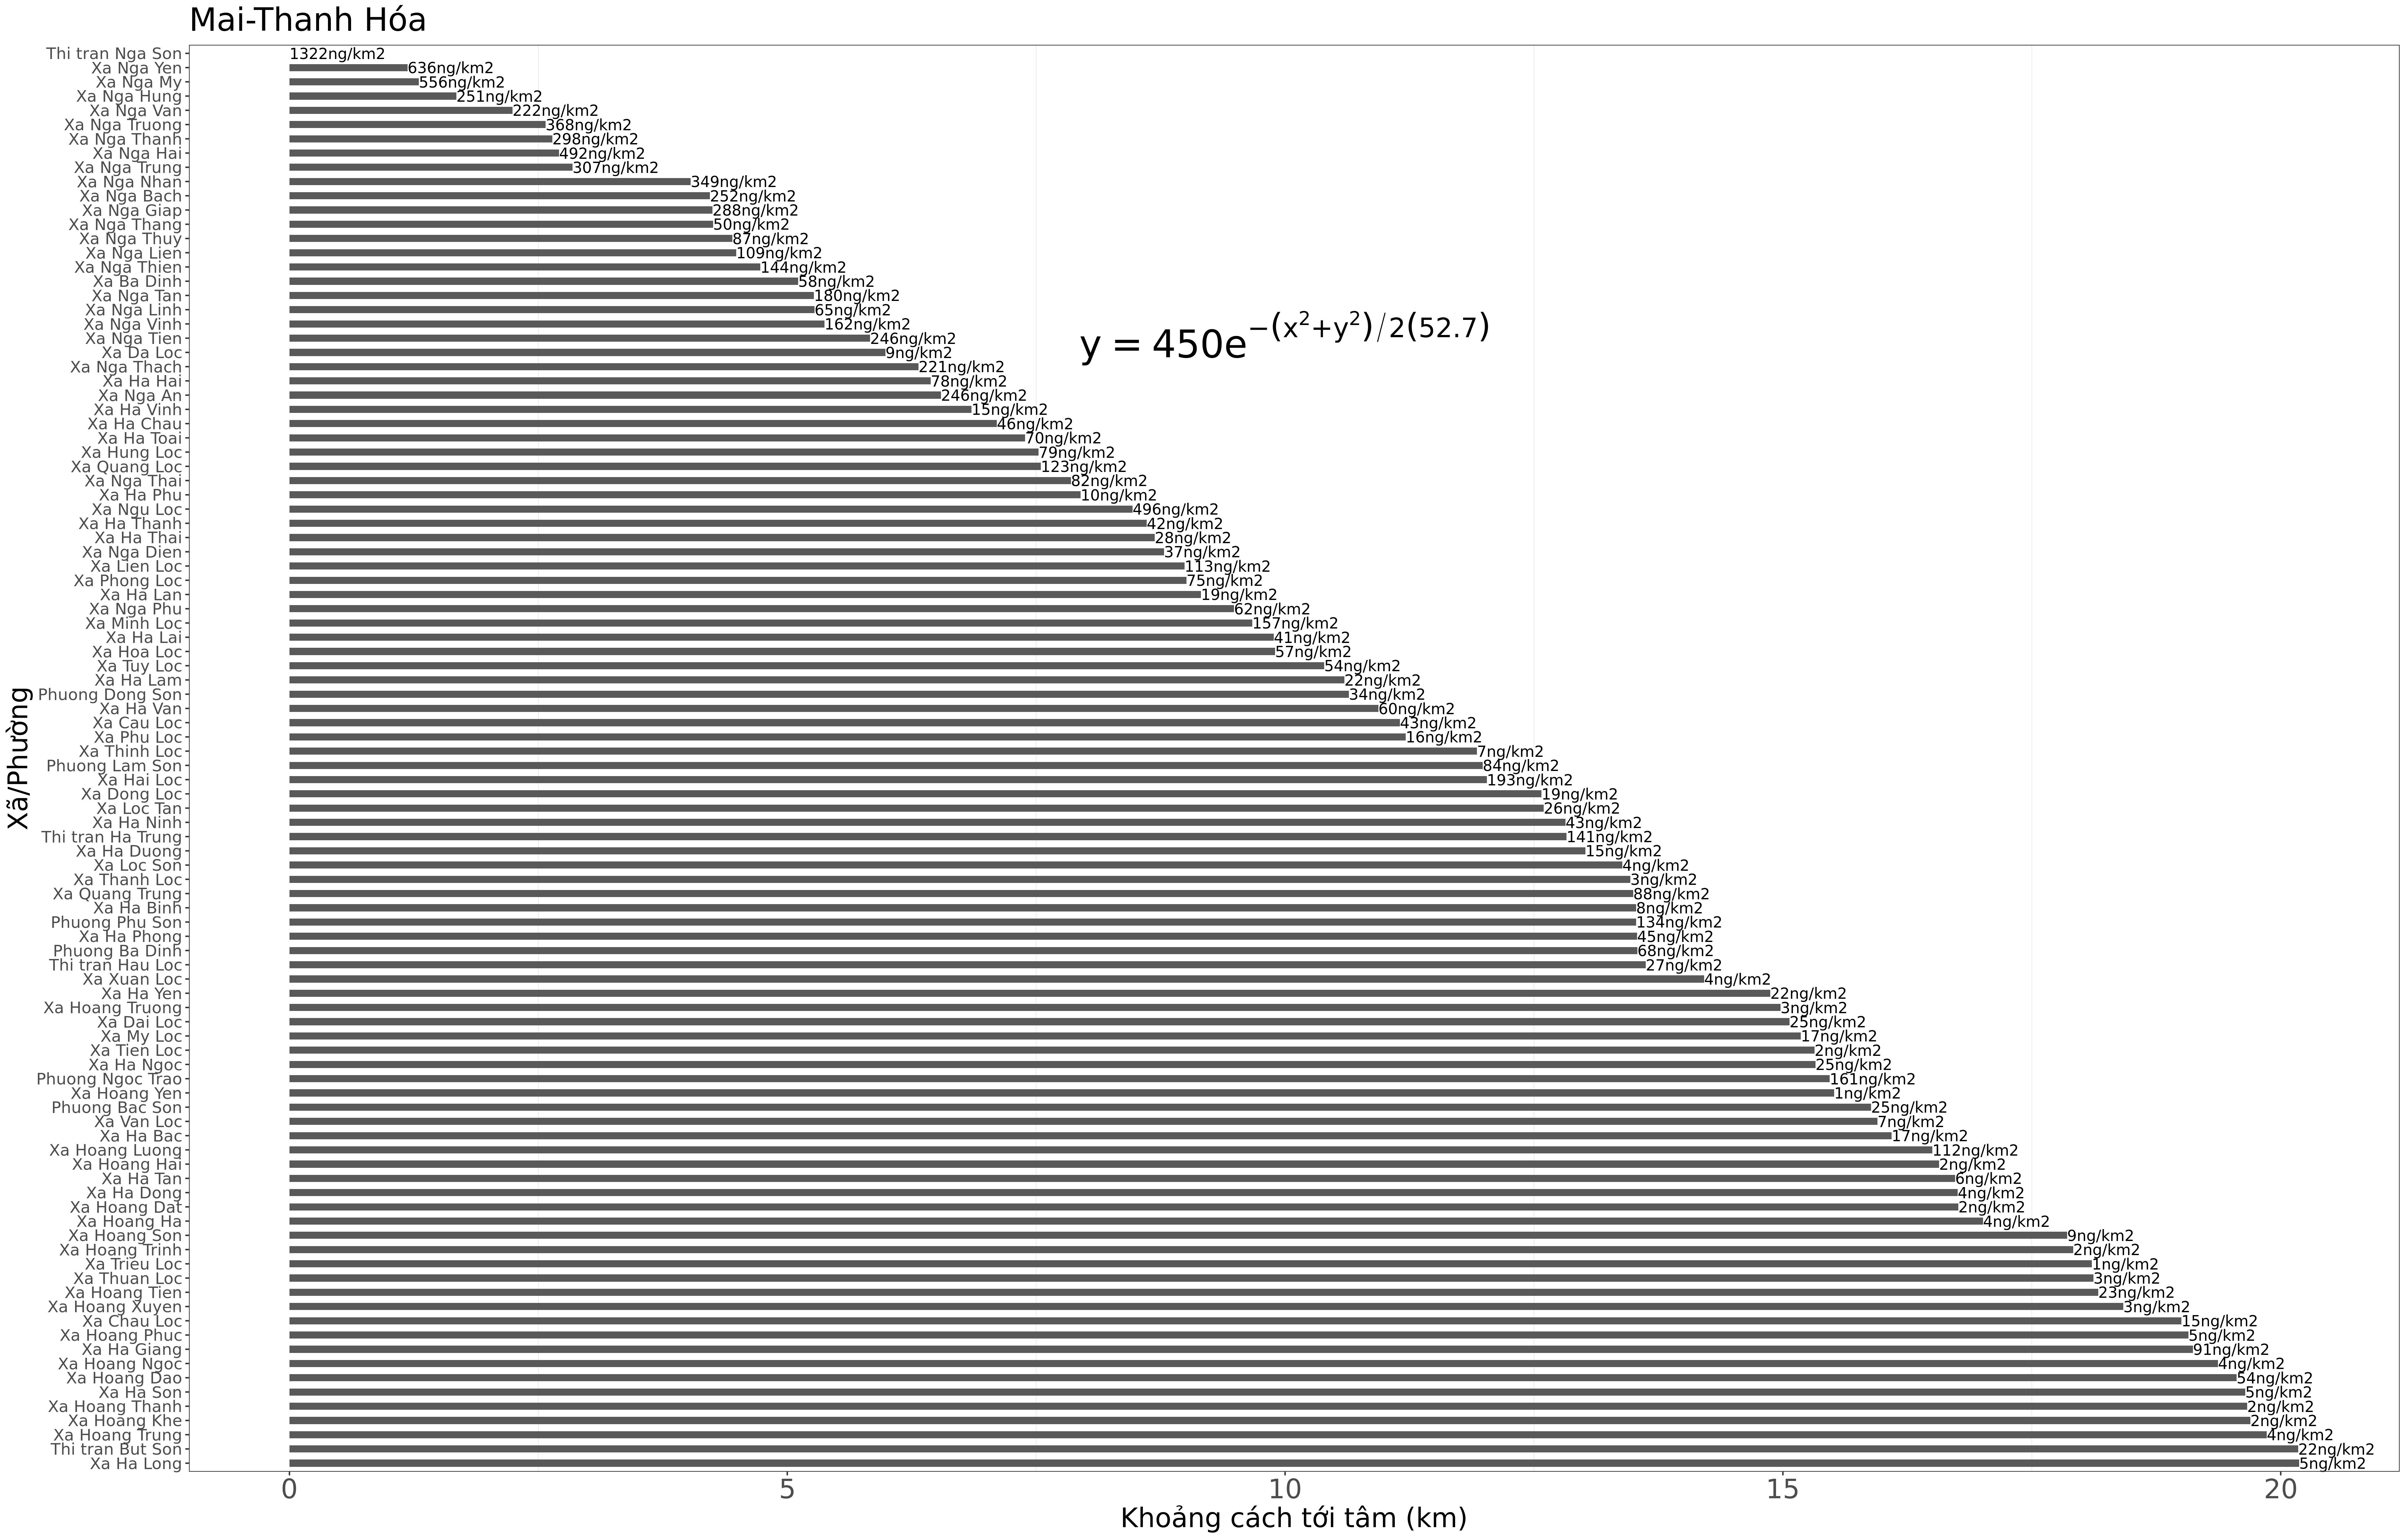 Mai-Thanh Hóa
Thi tran Nga Son 1322ng/km2
Xa Nga Yen 636ng/km2
Xa Nga My 556ng/km2
Xa Nga Hung 251ng/km2
Xa Nga Van 222ng/km2
Xa Nga Truong 368ng/km2
Xa Nga Thanh 298ng/km2
Xa Nga Hai 492ng/km2
Xa Nga Trung 307ng/km2
Xa Nga Nhan 349ng/km2
Xa Nga Bach 252ng/km2
Xa Nga Giap 288ng/km2
Xa Nga Thang 50ng/km2
Xa Nga Thuy 87ng/km2
Xa Nga Lien 109ng/km2
Xa Nga Thien 144ng/km2
Xa Ba Dinh 58ng/km2
Xa Nga Tan 180ng/km2
Xa Nga Linh 65ng/km2
Xa Nga Vinh 162ng/km2
y = 450e^−(x²+y²)/2(52.7)
Xa Nga Tien 246ng/km2
Xa Da Loc 9ng/km2
Xa Nga Thach 221ng/km2
Xa Ha Hai 78ng/km2
Xa Nga An 246ng/km2
Xa Ha Vinh 15ng/km2
Xa Ha Chau 46ng/km2
Xa Ha Toai 70ng/km2
Xa Hung Loc 79ng/km2
Xa Quang Loc 123ng/km2
Xa Nga Thai 82ng/km2
Xa Ha Phu 10ng/km2
Xa Ngu Loc 496ng/km2
Xa Ha Thanh 42ng/km2
Xa Ha Thai 28ng/km2
Xa Nga Dien 37ng/km2
Xa Lien Loc 113ng/km2
Xa Phong Loc 75ng/km2
Xa Ha Lan 19ng/km2
Xa Nga Phu 62ng/km2
Xa Minh Loc 157ng/km2
Xa Ha Lai 41ng/km2
Xa Hoa Loc 57ng/km2
Xa Tuy Loc 54ng/km2
Xa Ha Lam 22ng/km2
Phuong Dong Son 34ng/km2
Xa Ha Van 60ng/km2
Xa Cau Loc 43ng/km2
Xa Phu Loc 16ng/km2
Xa Thinh Loc 7ng/km2
Phuong Lam Son 84ng/km2
Xa Hai Loc 193ng/km2
Xa Dong Loc 19ng/km2
Xa Loc Tan 26ng/km2
Xa Ha Ninh 43ng/km2
Thi tran Ha Trung 141ng/km2
Xa Ha Duong 15ng/km2
Xa Loc Son 4ng/km2
Xa Thanh Loc 3ng/km2
Xa Quang Trung 88ng/km2
Xa Ha Binh 8ng/km2
Phuong Phu Son 134ng/km2
Xa Ha Phong 45ng/km2
Phuong Ba Dinh 68ng/km2
Thi tran Hau Loc 27ng/km2
Xa Xuan Loc 4ng/km2
Xa Ha Yen 22ng/km2
Xa Hoang Truong 3ng/km2
Xa Dai Loc 25ng/km2
Xa My Loc 17ng/km2
Xa Tien Loc 2ng/km2
Xa Ha Ngoc 25ng/km2
Phuong Ngoc Trao 161ng/km2
Xa Hoang Yen 1ng/km2
Phuong Bac Son 25ng/km2
Xa Van Loc 7ng/km2
Xa Ha Bac 17ng/km2
Xa Hoang Luong 112ng/km2
Xa Hoang Hai 2ng/km2
Xa Ha Tan 6ng/km2
Xa Ha Dong 4ng/km2
Xa Hoang Dat 2ng/km2
Xa Hoang Ha 4ng/km2
Xa Hoang Son 9ng/km2
Xa Hoang Trinh 2ng/km2
Xa Trieu Loc 1ng/km2
Xa Thuan Loc 3ng/km2
Xa Hoang Tien 23ng/km2
Xa Hoang Xuyen 3ng/km2
Xa Chau Loc 15ng/km2
Xa Hoang Phuc 5ng/km2
Xa Ha Giang 91ng/km2
Xa Hoang Ngoc 4ng/km2
Xa Hoang Dao 54ng/km2
Xa Ha Son 5ng/km2
Xa Hoang Thanh 2ng/km2
Xa Hoang Khe 2ng/km2
Xa Hoang Trung 4ng/km2
Thi tran But Son 22ng/km2
Xa Ha Long 5ng/km2
Xã/Phường
0 5 10 15 20
Khoảng cách tới tâm (km)